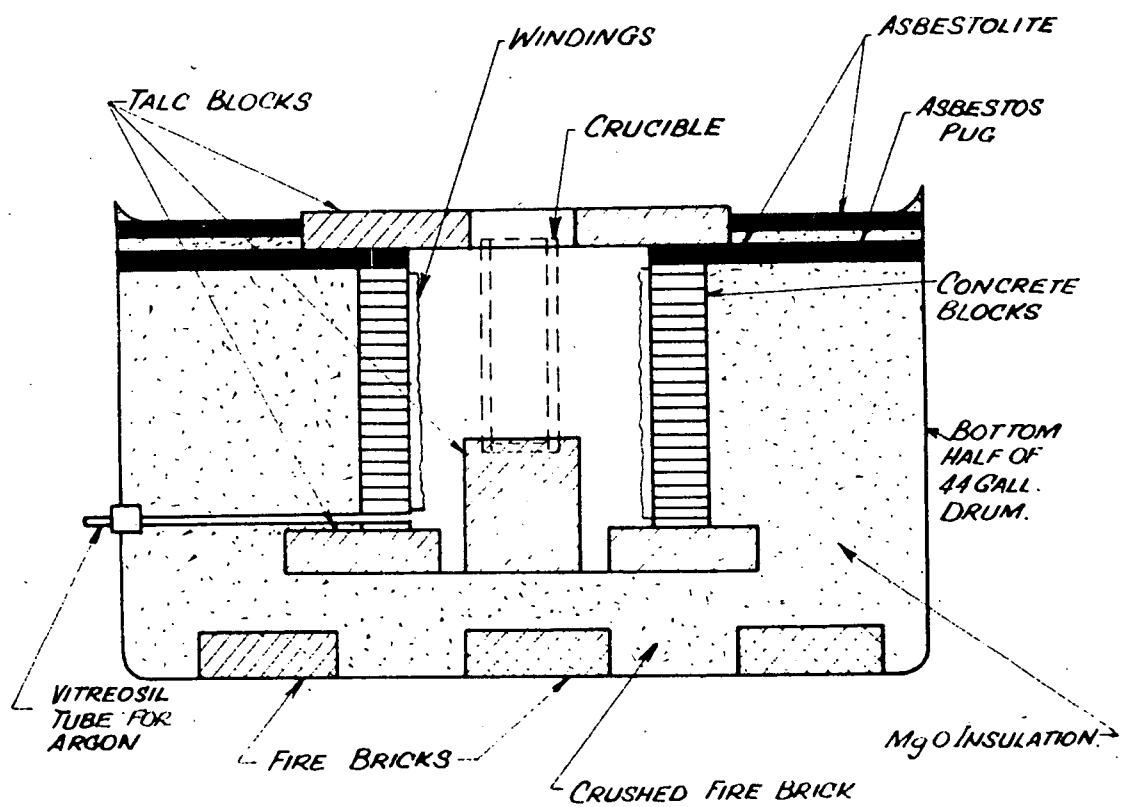 WINDINGS
ASBESTOLITE
TALC BLOCKS
CRUCIBLE
ASBESTOS
PUG
CONCRETE
BLOCKS
BOTTOM
HALF OF
44 GALL.
DRUM.
VITREOSIL
TUBE FOR
ARGON
FIRE BRICKS
CRUSHED FIRE BRICK
MgO INSULATION.